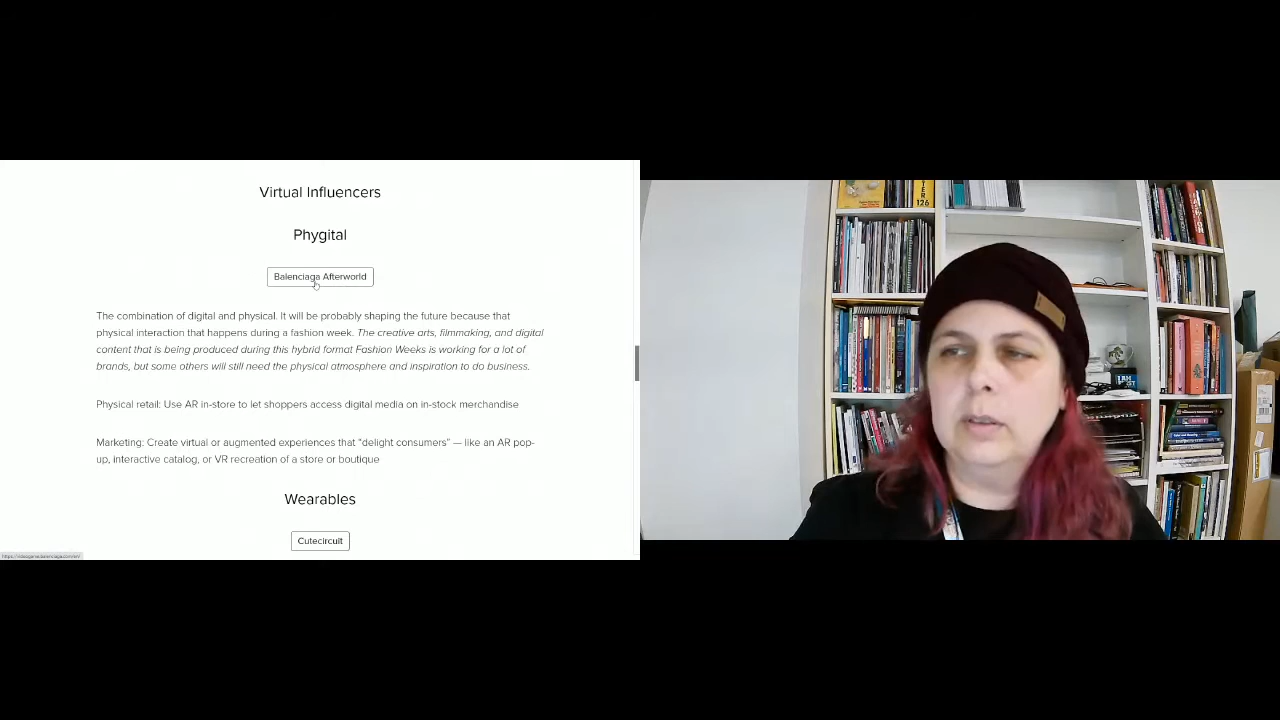 Virtual Influencers
Phygital
Balenciaga Afterworld
The combination of digital and physical. It will be probably shaping the future because that
physical interaction that happens during a fashion week. The creative arts, filmmaking, and digital
content that is being produced during this hybrid format Fashion Weeks is working for a lot of
brands, but some others will still need the physical atmosphere and inspiration to do business.
Physical retail: Use AR in-store to let shoppers access digital media on in-stock merchandise
Marketing: Create virtual or augmented experiences that “delight consumers” — like an AR pop-
up, interactive catalog, or VR recreation of a store or boutique
Wearables
Cutecircuit
126
I AM